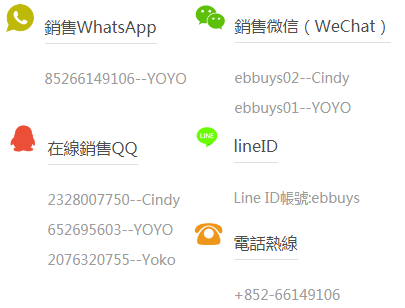 銷售WhatsApp
85266149106--YOYO
銷售微信（WeChat）
ebbuys02--Cindy
ebbuys01--YOYO
在線銷售QQ
2328007750--Cindy
652695603--YOYO
2076320755--Yoko
LINE
lineID
Line ID帳號:ebbuys
電話熱線
+852-66149106